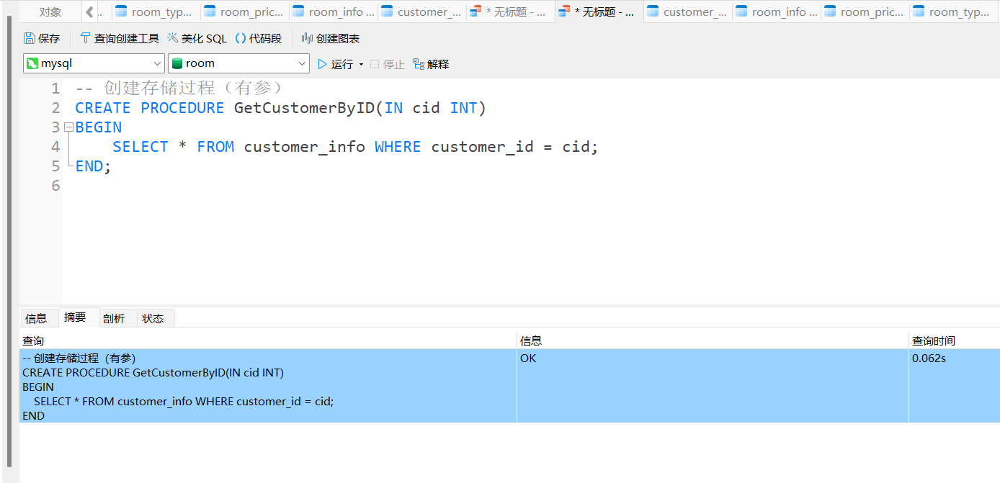 对象 room_typ... room_pric... room_info ... customer_... * 无标题 - ... * 无标题 - ... customer_... room_info ... room_pric... room_typ...
保存 查询创建工具 美化 SQL () 代码段 创建图表
mysql room 运行 停止 解释
1 -- 创建存储过程（有参）
2 CREATE PROCEDURE GetCustomerByID(IN cid INT)
3 BEGIN
4 SELECT * FROM customer_info WHERE customer_id = cid;
5 END;
6
信息 摘要 剖析 状态
查询 信息 查询时间
-- 创建存储过程（有参） OK 0.062s
CREATE PROCEDURE GetCustomerByID(IN cid INT)
BEGIN
SELECT * FROM customer_info WHERE customer_id = cid;
END